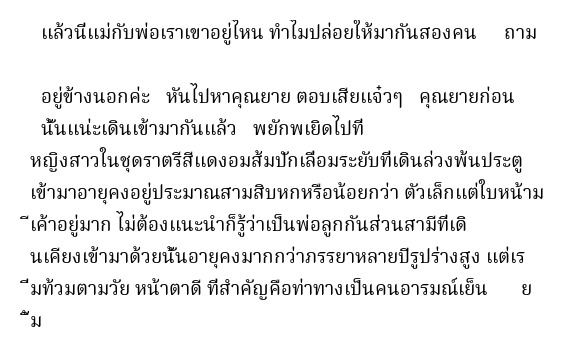 แล้วนี่แม่กับพ่อเราเขาอยู่ไหน ทำไมปล่อยให้มากันสองคน ถาม
อยู่ข้างนอกค่ะ หันไปหาคุณยาย ตอบเสียแจ๋วๆ คุณยายก่อน
นั้นแน่ะเดินเข้ามากันแล้ว พยักพเยิดไปที่
หญิงสาวในชุดราตรีสีแดงอมส้มปักเลื่อมระยับที่เดินล่วงพ้นประตู
เข้ามาอายุคงอยู่ประมาณสามสิบหกหรือน้อยกว่า ตัวเล็กแต่ใบหน้าม
ีเค้าอยู่มาก ไม่ต้องแนะนำก็รู้ว่าเป็นพ่อลูกกันส่วนสามีที่เดิ
นเคียงเข้ามาด้วยนั้นอายุคงมากกว่าภรรยาหลายปีรูปร่างสูง แต่เร
ิ่มท้วมตามวัย หน้าตาดี ที่สำคัญคือท่าทางเป็นคนอารมณ์เย็น ย
ิ้ม